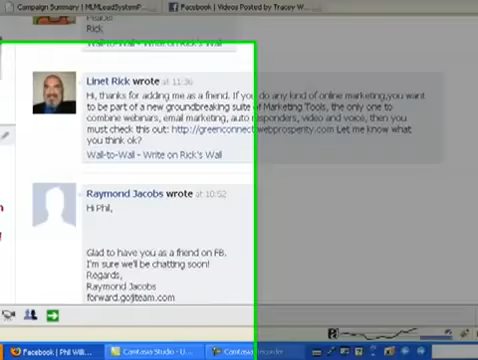 Campaign Summary | MLMLeadSystemP...
Facebook | Videos Posted by Tracey W...
Rick
Wall-to-Wall - Write on Rick's Wall
Linet Rick wrote at 11:36
Hi, thanks for adding me as a friend. If you do any kind of online marketing,you want
to be part of a new groundbreaking suite of Marketing Tools, the only one to
combine webinars, email marketing, auto responders, video and voice, then you
must check this out: http://greenconnect.webprosperity.com Let me know what
you think ok?
Wall-to-Wall - Write on Rick's Wall
Raymond Jacobs wrote at 10:52
Hi Phil,
Glad to have you as a friend on FB.
I'm sure we'll be chatting soon!
Regards,
Raymond Jacobs
forward.gojiteam.com
Facebook | Phil Wil...
Camtasia Studio - U...
Camtasia Recorder